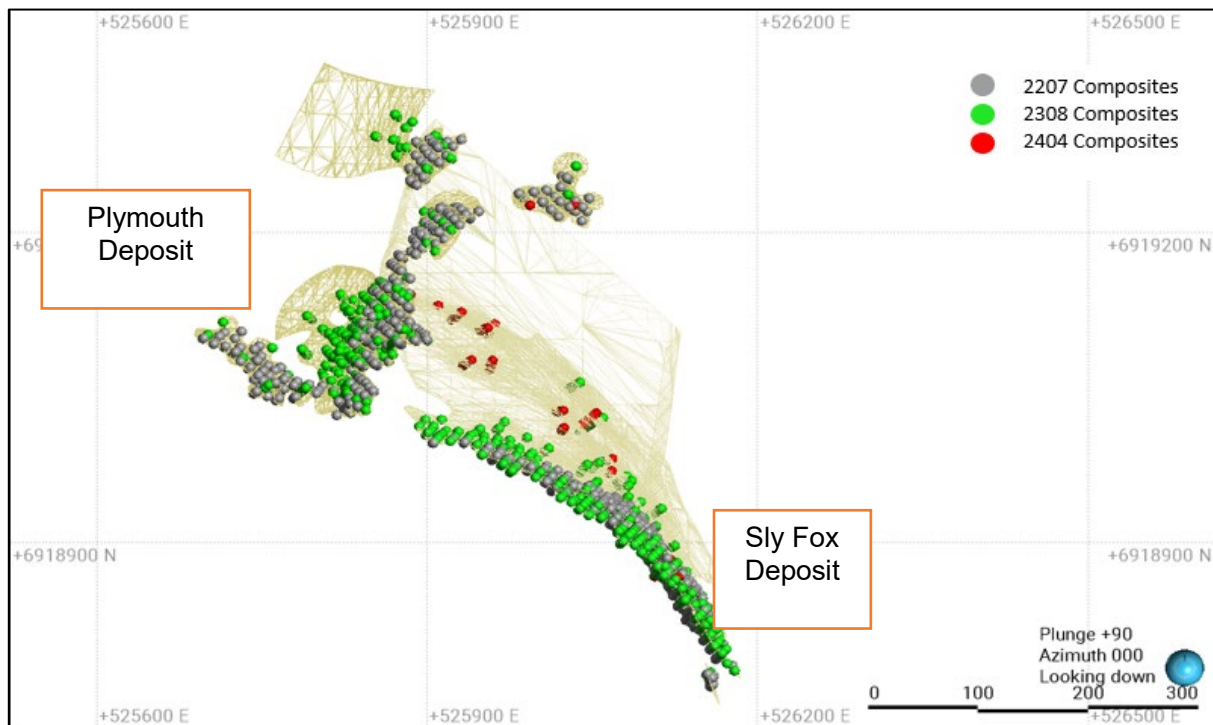 +525600 E
+525900 E
+526200 E
+526500 E
2207 Composites
2308 Composites
2404 Composites
Plymouth
Deposit
+6919200 N
Sly Fox
Deposit
+6918900 N
+6918900 N
Plunge +90
Azimuth 000
Looking down
0 100 200 300
+525600 E
+525900 E
+526200 E
+526500 E